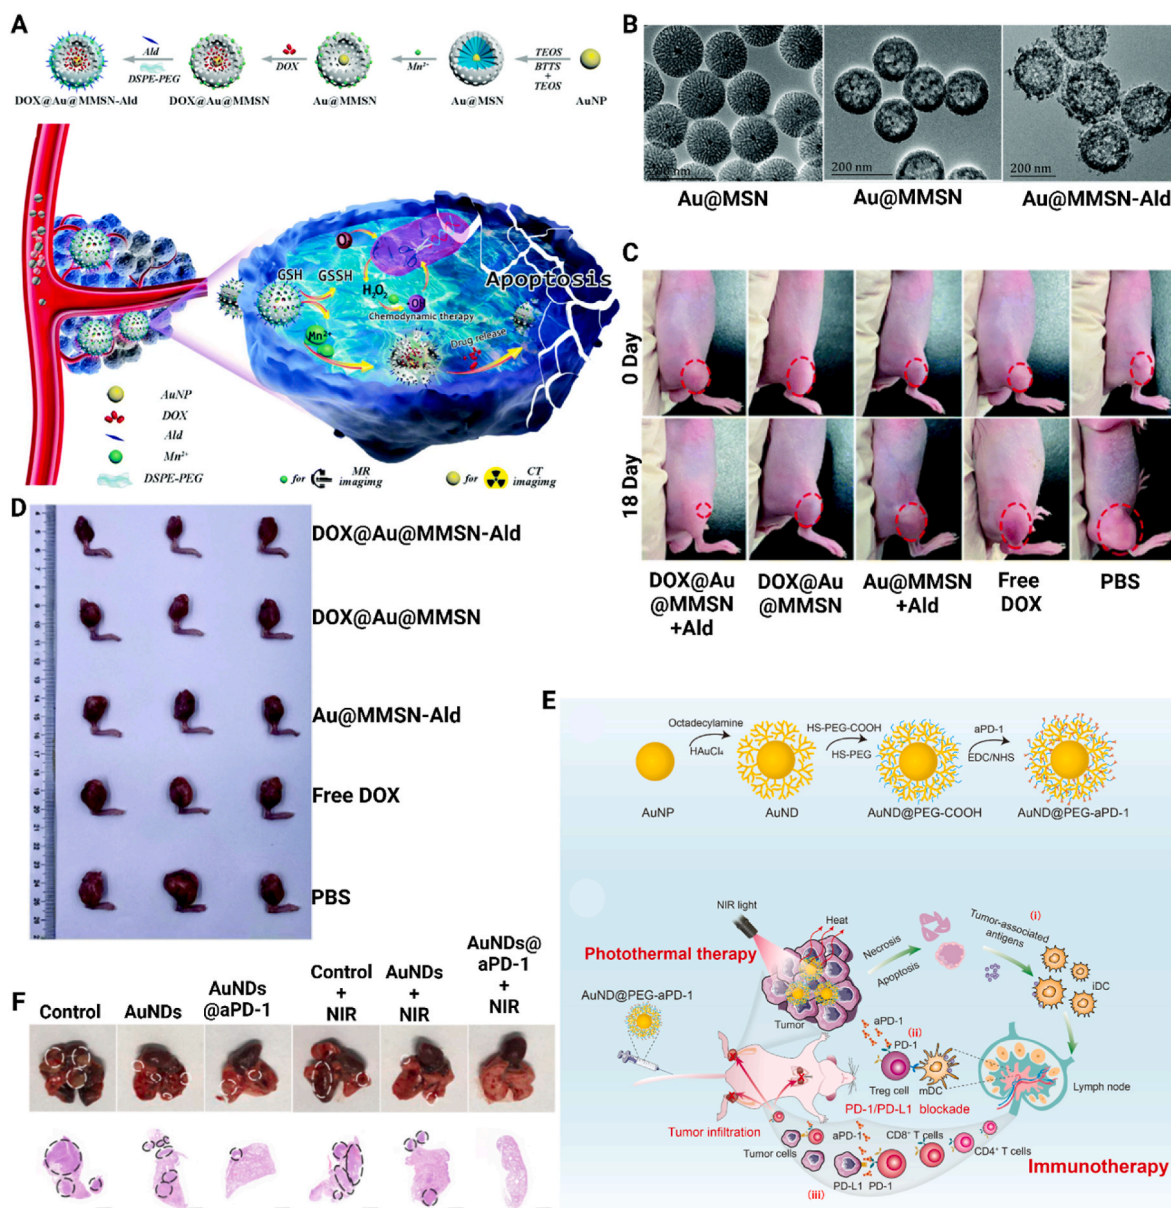 A
Ald
DSPE-PEG
DOX
Mn²⁺
TEOS
BTTS
+
TEOS
DOX@Au@MMSN-Ald
DOX@Au@MMSN
Au@MMSN
Au@MSN
AuNP
GSH
GSSH
H₂O₂
OH
Chemodynamic therapy
Mn²⁺
Drug release
Apoptosis
AuNP
DOX
Ald
Mn²⁺
DSPE-PEG
for
MR
imagimg
for
CT
imagimg
B
200 nm
200 nm
Au@MSN
Au@MMSN
Au@MMSN-Ald
C
0 Day
18 Day
DOX@Au
@MMSN
+Ald
DOX@Au
@MMSN
Au@MMSN
+Ald
Free
DOX
PBS
D
DOX@Au@MMSN-Ald
DOX@Au@MMSN
Au@MMSN-Ald
Free DOX
PBS
E
Octadecylamine
HAuCl₄
HS-PEG-COOH
HS-PEG
aPD-1
EDC/NHS
AuNP
AuND
AuND@PEG-COOH
AuND@PEG-aPD-1
NIR light
Heat
Photothermal therapy
Necrosis
Apoptosis
Tumor-associated
antigens
(i)
iDC
AuND@PEG-aPD-1
Tumor
aPD-1
(ii)
PD-1
Treg cell
mDC
Lymph node
PD-1/PD-L1 blockade
Tumor infiltration
Tumor cells
aPD-1
CD8⁺ T cells
CD4⁺ T cells
PD-L1
PD-1
(iii)
Immunotherapy
F
Control
AuNDs
AuNDs
@aPD-1
Control
+
NIR
AuNDs
+
NIR
AuNDs@
aPD-1
+
NIR